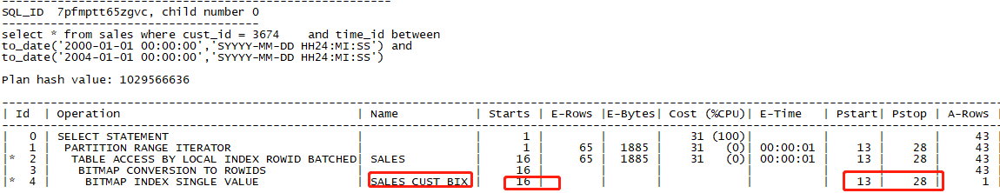 -------------------------------------------------------
SQL_ID  7pfmptt65zgvc, child number 0
-------------------------------------
select * from sales where cust_id = 3674    and time_id between
to_date('2000-01-01 00:00:00','SYYYY-MM-DD HH24:MI:SS') and
to_date('2004-01-01 00:00:00','SYYYY-MM-DD HH24:MI:SS')
Plan hash value: 1029566636
---------------------------------------------------------------------------------------------------------------------------------------------
| Id  | Operation                                  | Name           | Starts | E-Rows |E-Bytes| Cost (%CPU)| E-Time   | Pstart| Pstop | A-Rows |
---------------------------------------------------------------------------------------------------------------------------------------------
|   0 | SELECT STATEMENT                           |                |      1 |        |       |    31 (100)|          |       |       |     43 |
|   1 |  PARTITION RANGE ITERATOR                  |                |      1 |     65 |  1885 |    31   (0)| 00:00:01 |    13 |    28 |     43 |
|*  2 |   TABLE ACCESS BY LOCAL INDEX ROWID BATCHED| SALES          |     16 |     65 |  1885 |    31   (0)| 00:00:01 |    13 |    28 |     43 |
|   3 |    BITMAP CONVERSION TO ROWIDS             |                |     16 |        |       |            |          |       |       |     43 |
|*  4 |     BITMAP INDEX SINGLE VALUE              | SALES_CUST_BIX |     16 |        |       |            |          |    13 |    28 |      1 |